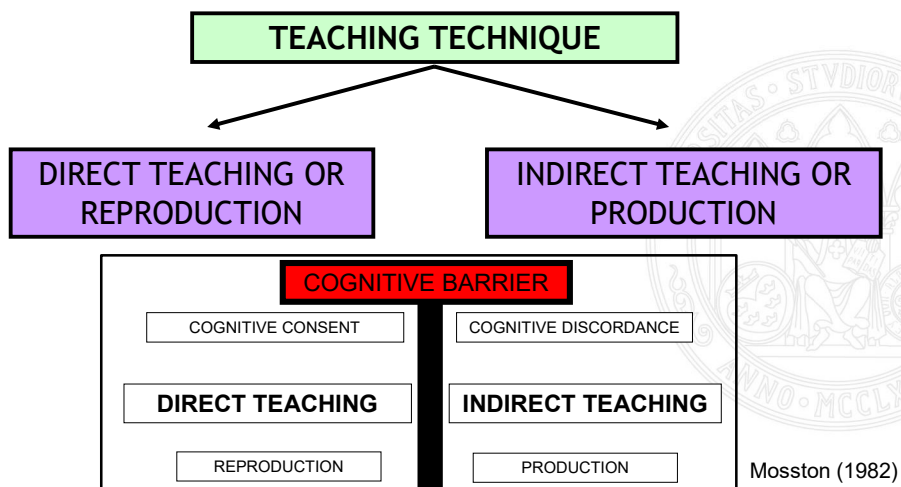 TEACHING TECHNIQUE
DIRECT TEACHING OR
REPRODUCTION
INDIRECT TEACHING OR
PRODUCTION
COGNITIVE BARRIER
COGNITIVE CONSENT
COGNITIVE DISCORDANCE
DIRECT TEACHING
INDIRECT TEACHING
REPRODUCTION
PRODUCTION
Mosston (1982)